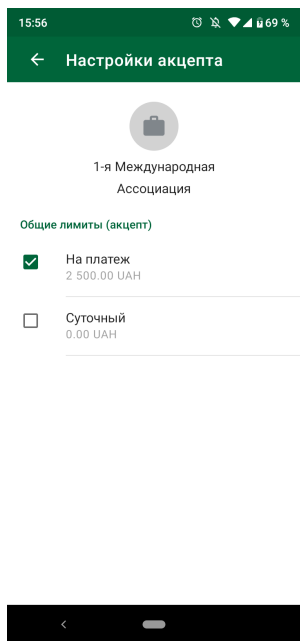 15:56
69 %
Настройки акцепта
1-я Международная
Ассоциация
Общие лимиты (акцепт)
На платеж
2 500.00 UAH
Суточный
0.00 UAH